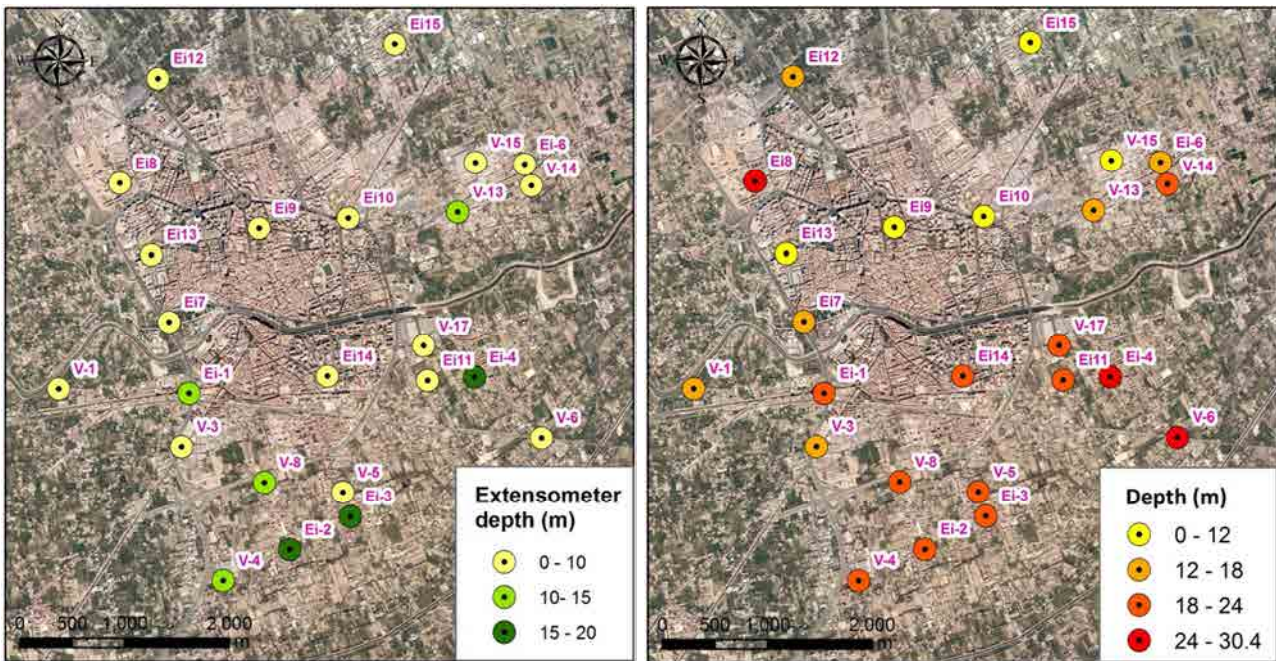 N
W E
S
Ei15
Ei12
V-15
Ei-6
V-14
Ei8
V-13
Ei10
Ei9
Ei13
Ei7
V-17
Ei14
Ei11
Ei-4
V-1
Ei-1
V-3
V-6
V-8
V-5
Ei-3
Ei-2
V-4
0 1,000 2,000
m
Extensometer
depth (m)
0 - 10
10- 15
15 - 20
N
W E
S
Ei15
Ei12
V-15
Ei-6
V-14
Ei8
V-13
Ei10
Ei9
Ei13
Ei7
V-17
Ei14
Ei11
Ei-4
V-1
Ei-1
V-3
V-6
V-8
V-5
Ei-3
Ei-2
V-4
0 1,000 2,000
m
Depth (m)
0 - 12
12 - 18
18 - 24
24 - 30.4